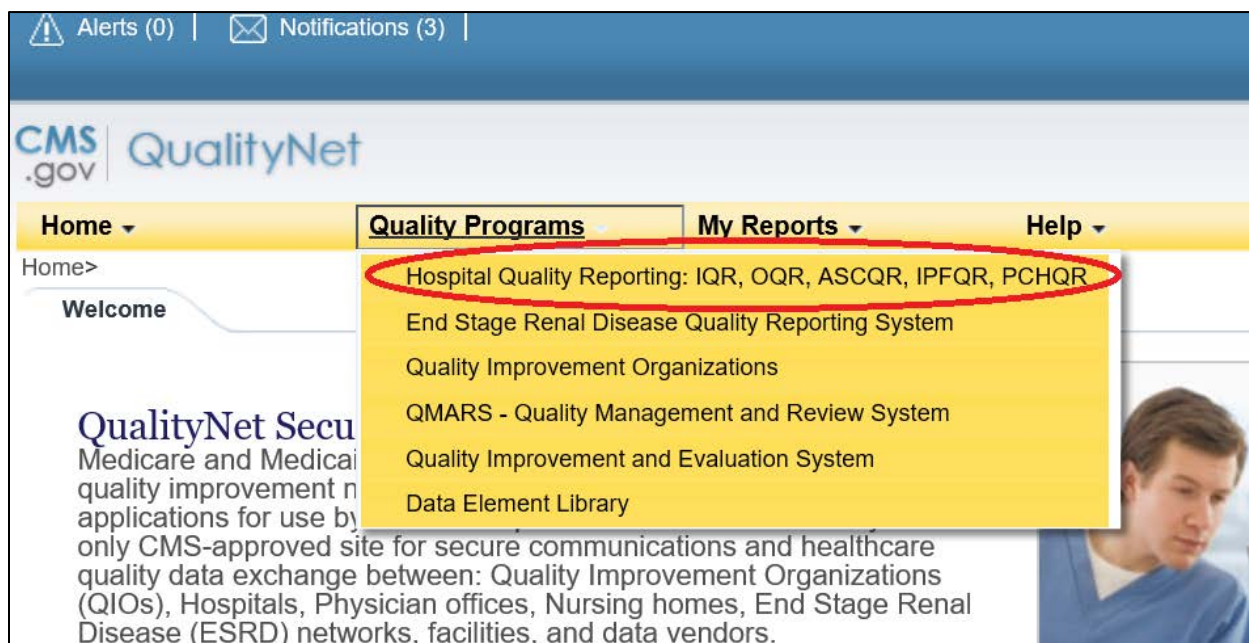 Alerts (0) | Notifications (3) |
CMS .gov QualityNet
Home Quality Programs My Reports Help
Home>
Hospital Quality Reporting: IQR, OQR, ASCQR, IPFQR, PCHQR
Welcome
End Stage Renal Disease Quality Reporting System
Quality Improvement Organizations
QMARS - Quality Management and Review System
Quality Improvement and Evaluation System
Data Element Library
QualityNet Secu
Medicare and Medicai
quality improvement n
applications for use by
only CMS-approved site for secure communications and healthcare
quality data exchange between: Quality Improvement Organizations
(QIOs), Hospitals, Physician offices, Nursing homes, End Stage Renal
Disease (ESRD) networks, facilities, and data vendors.